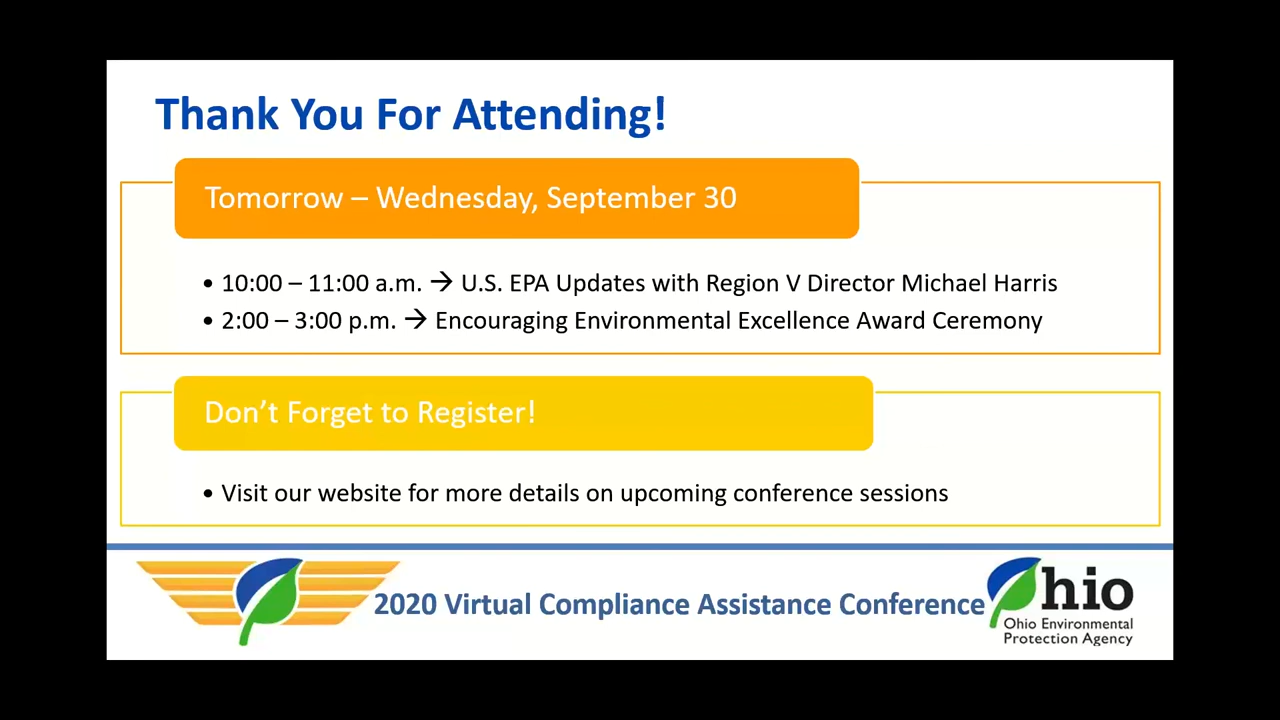 Thank You For Attending!
Tomorrow – Wednesday, September 30
• 10:00 – 11:00 a.m. → U.S. EPA Updates with Region V Director Michael Harris
• 2:00 – 3:00 p.m. → Encouraging Environmental Excellence Award Ceremony
Don’t Forget to Register!
• Visit our website for more details on upcoming conference sessions
2020 Virtual Compliance Assistance Conference
Ohio
Ohio Environmental
Protection Agency